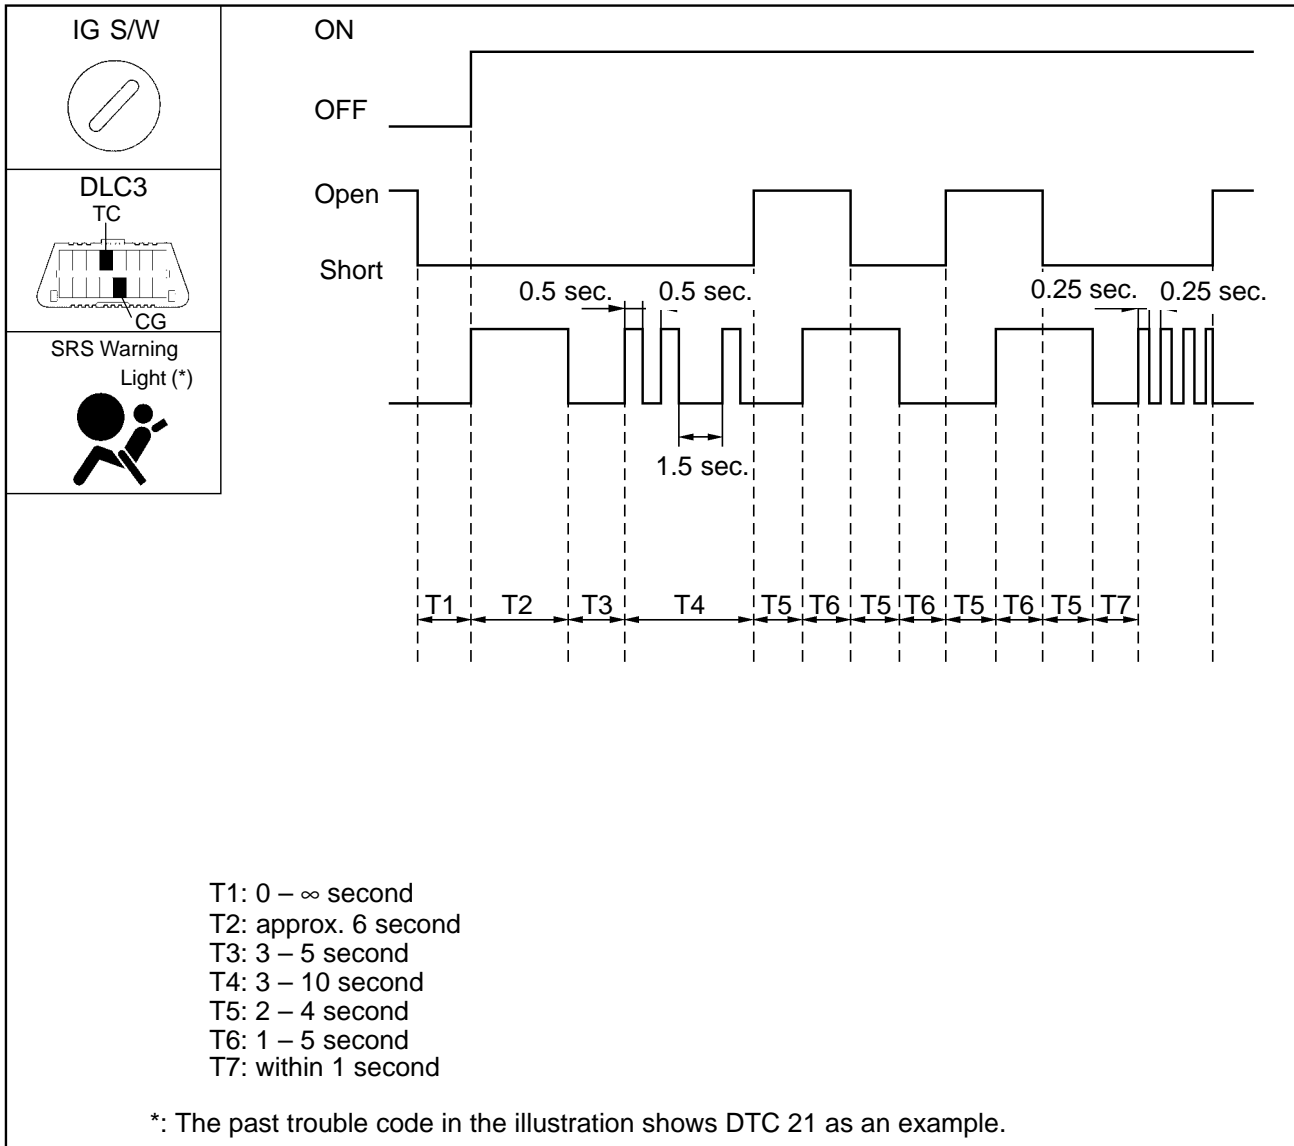 IG S/W
ON
OFF
DLC3
TC
CG
Open
Short
SRS Warning
Light (*)
0.5 sec. 0.5 sec.
0.25 sec. 0.25 sec.
1.5 sec.
T1 T2 T3 T4 T5 T6 T5 T6 T5 T6 T5 T7
T1: 0 – ∞ second
T2: approx. 6 second
T3: 3 – 5 second
T4: 3 – 10 second
T5: 2 – 4 second
T6: 1 – 5 second
T7: within 1 second
*: The past trouble code in the illustration shows DTC 21 as an example.